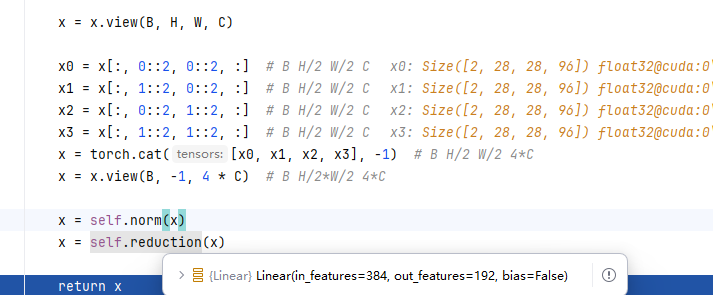 x = x.view(B, H, W, C)
x0 = x[:, 0::2, 0::2, :]  # B H/2 W/2 C   x0: Size([2, 28, 28, 96]) float32@cuda:0
x1 = x[:, 1::2, 0::2, :]  # B H/2 W/2 C   x1: Size([2, 28, 28, 96]) float32@cuda:0
x2 = x[:, 0::2, 1::2, :]  # B H/2 W/2 C   x2: Size([2, 28, 28, 96]) float32@cuda:0
x3 = x[:, 1::2, 1::2, :]  # B H/2 W/2 C   x3: Size([2, 28, 28, 96]) float32@cuda:0
x = torch.cat( tensors: [x0, x1, x2, x3], -1)  # B H/2 W/2 4*C
x = x.view(B, -1, 4 * C)  # B H/2*W/2 4*C
x = self.norm(x)
x = self.reduction(x)
{Linear} Linear(in_features=384, out_features=192, bias=False)
return x